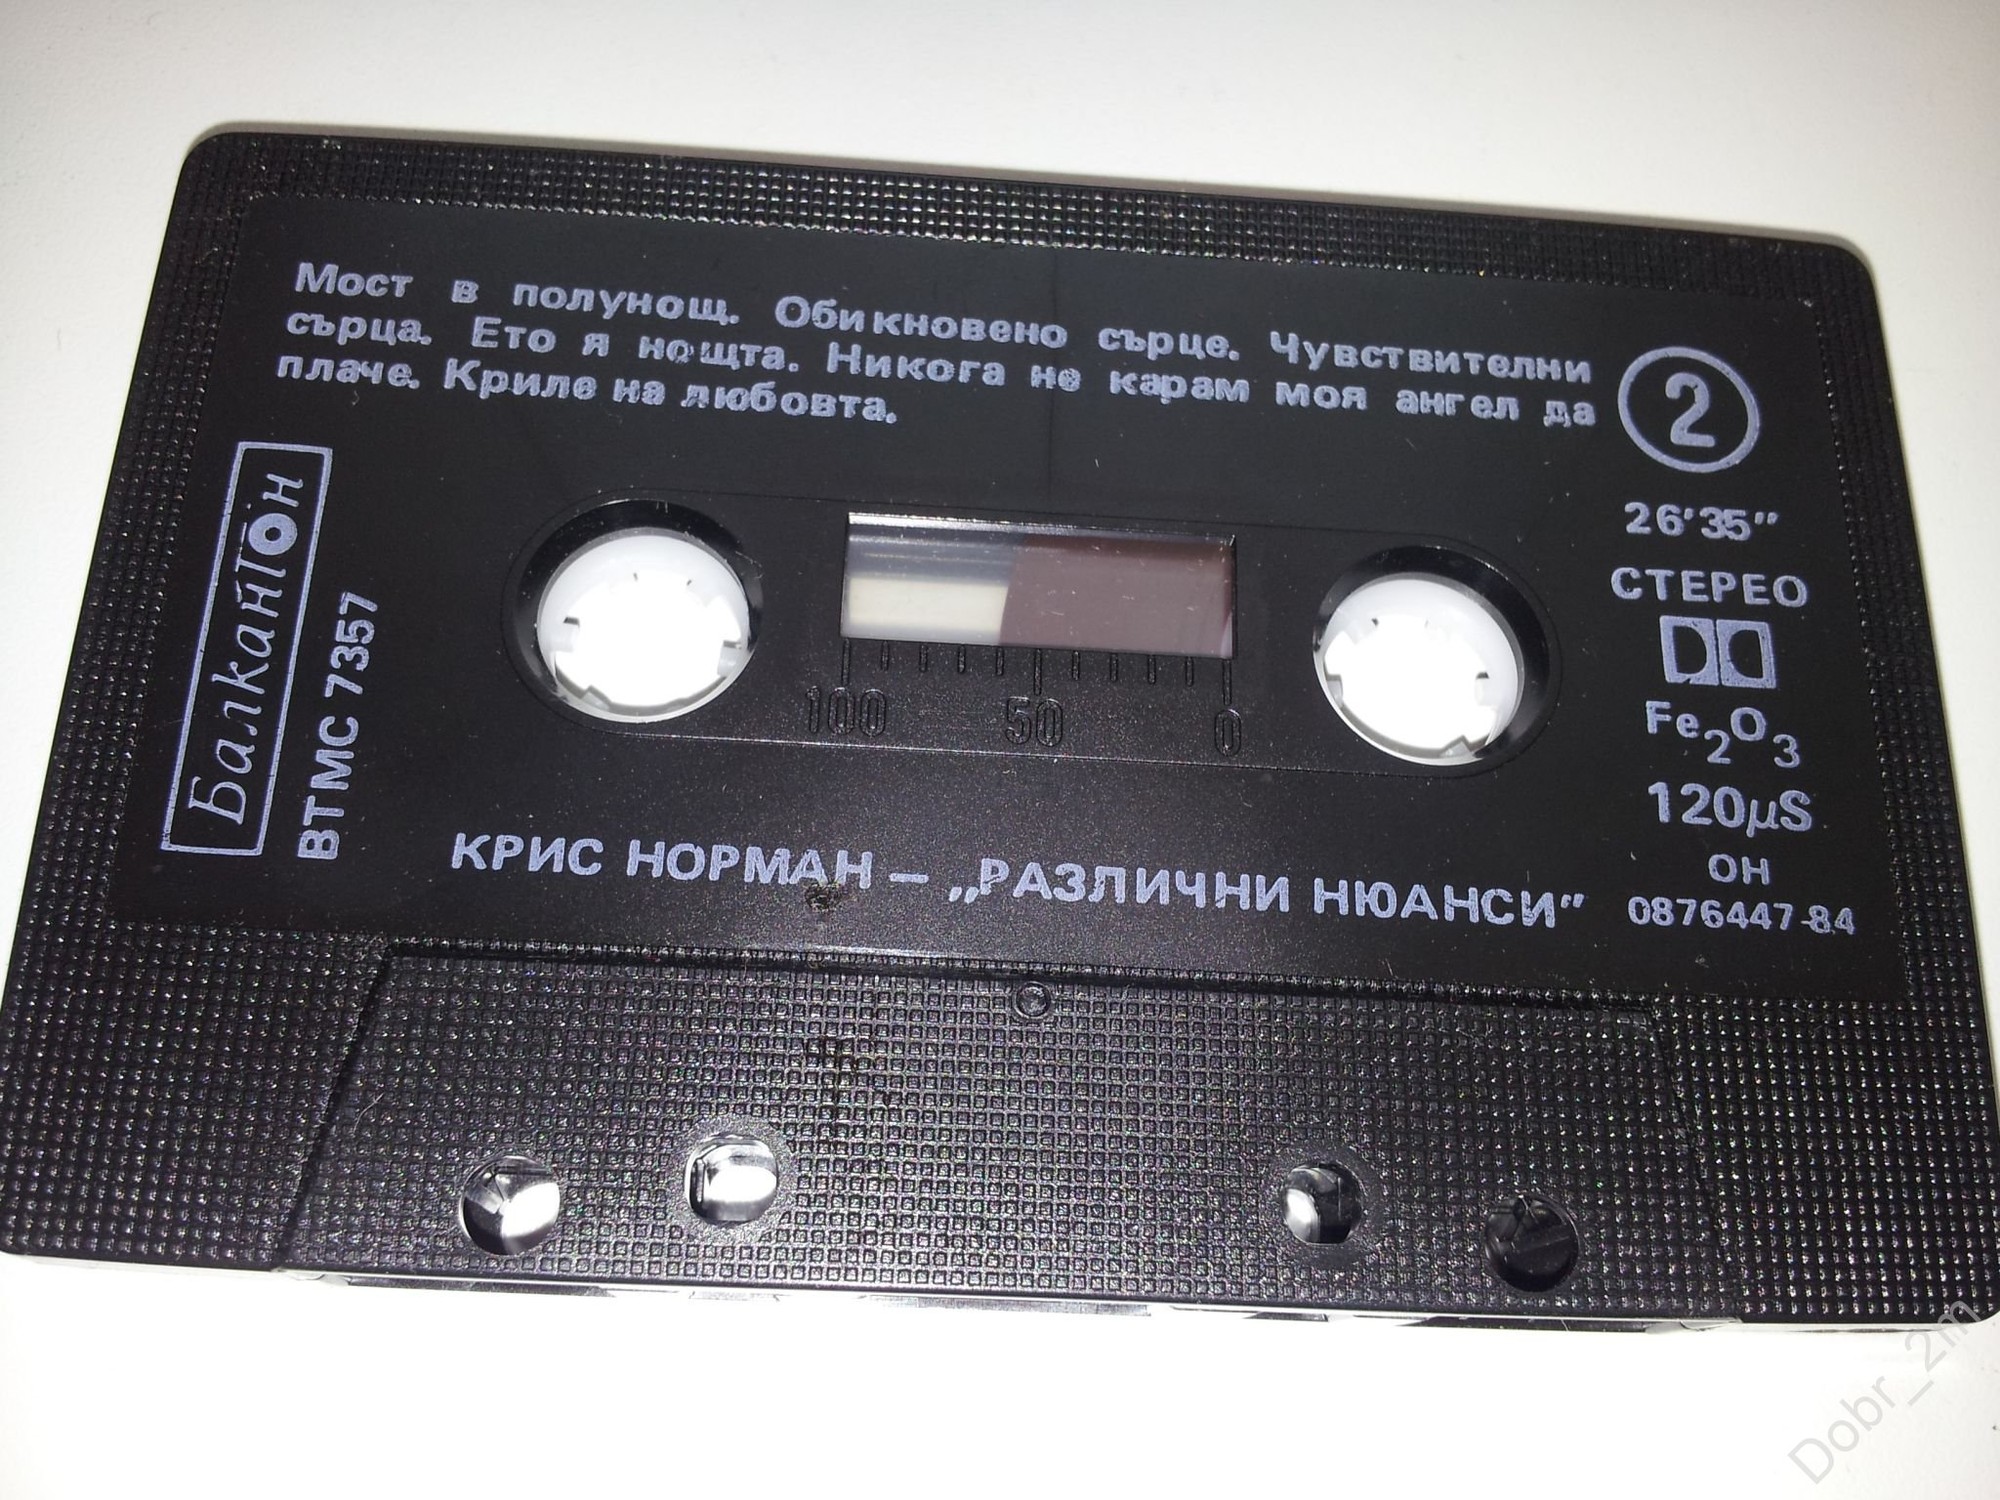 Мост в полунощ. Обикновено сърце. Чувствителни
сърца. Ето я нощта. Никога не карам моя ангел да
плаче. Криле на любовта.
2
26'35"
СТЕРЕО
Fe2O3
120µS
ОН
0876447-84
Балкантон
ВТМС 7357
100 50 0
КРИС НОРМАН – „РАЗЛИЧНИ НЮАНСИ"
Dobr_2m